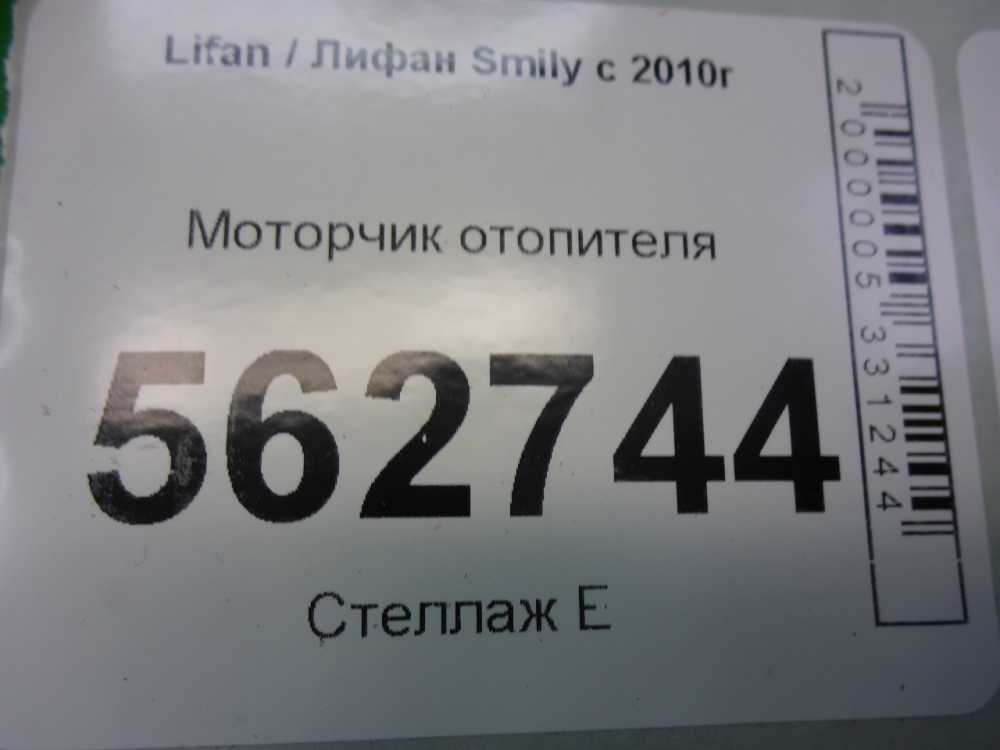 Lifan / Лифан Smily с 2010г
Моторчик отопителя
562744
Стеллаж Е
2000005331244